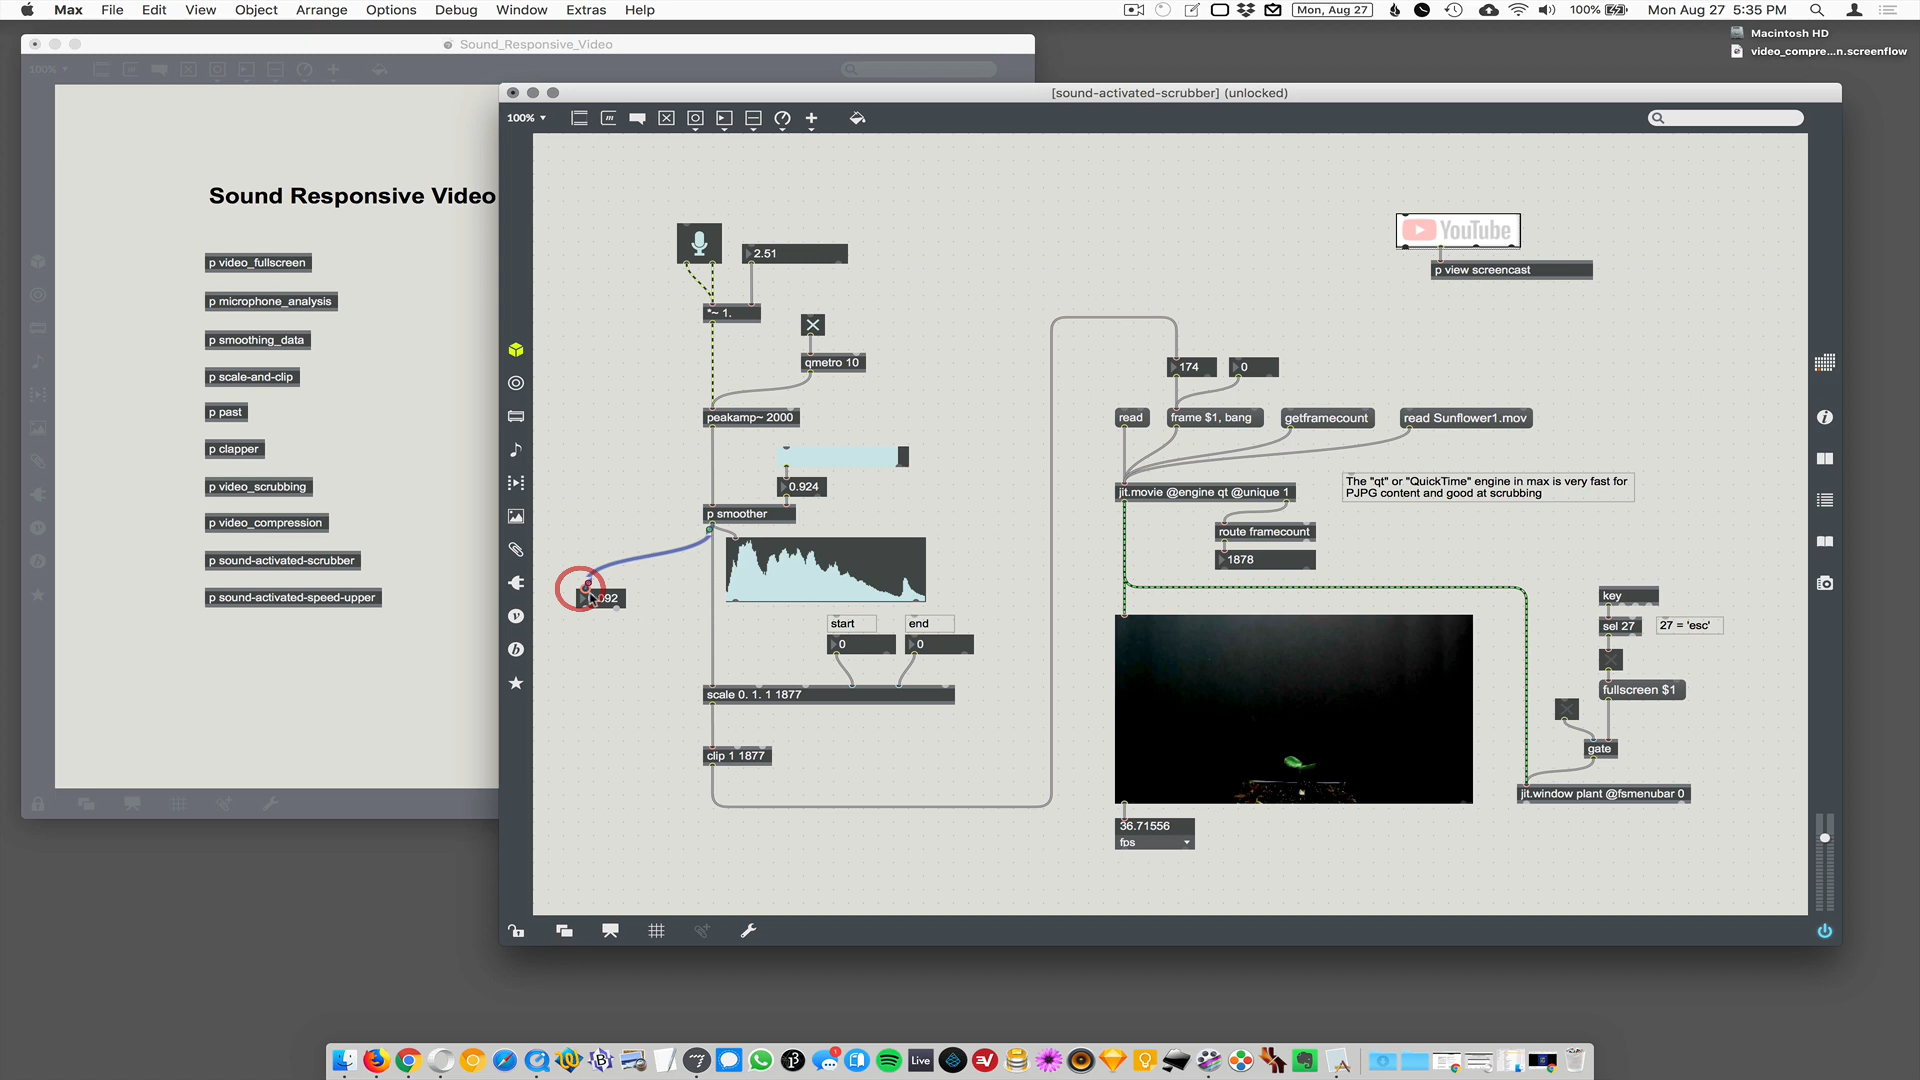 Max File Edit View Object Arrange Options Debug Window Extras Help
Mon, Aug 27 100% Mon Aug 27 5:35 PM
Macintosh HD
video_compre...n.screenflow
Sound_Responsive_Video
100%
[sound-activated-scrubber] (unlocked)
100%
Sound Responsive Video
p video_fullscreen
p microphone_analysis
p smoothing_data
p scale-and-clip
p past
p clapper
p video_scrubbing
p video_compression
p sound-activated-scrubber
p sound-activated-speed-upper
2.51
*~ 1.
qmetro 10
peakamp~ 2000
0.924
p smoother
092
start
end
0
0
scale 0. 1. 1 1877
clip 1 1877
YouTube
p view screencast
174
0
read
frame $1, bang
getframecount
read Sunflower1.mov
jit.movie @engine qt @unique 1
The "qt" or "QuickTime" engine in max is very fast for
PJPG content and good at scrubbing
route framecount
1878
key
sel 27
27 = 'esc'
fullscreen $1
gate
jit.window plant @fsmenubar 0
36.71556
fps
Live